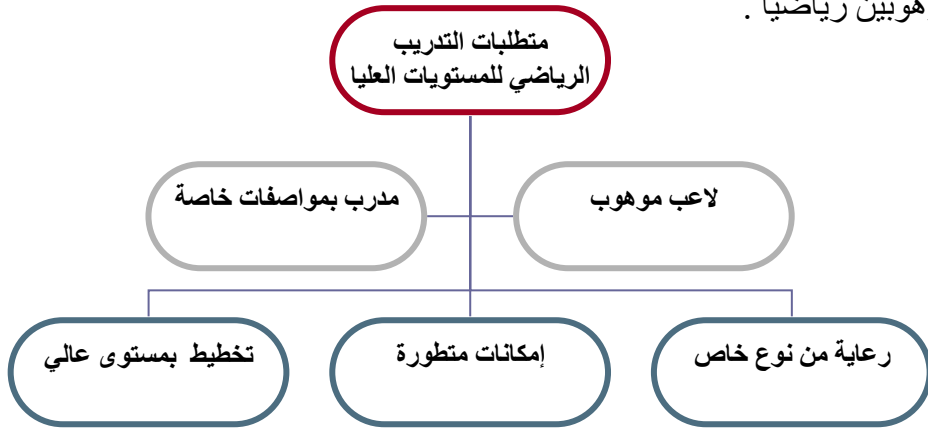 رياضيا .
متطلبات التدريب
الرياضي للمستويات العليا
لاعب موهوب
مدرب بمواصفات خاصة
رعاية من نوع خاص
إمكانات متطورة
تخطيط بمستوى عالي